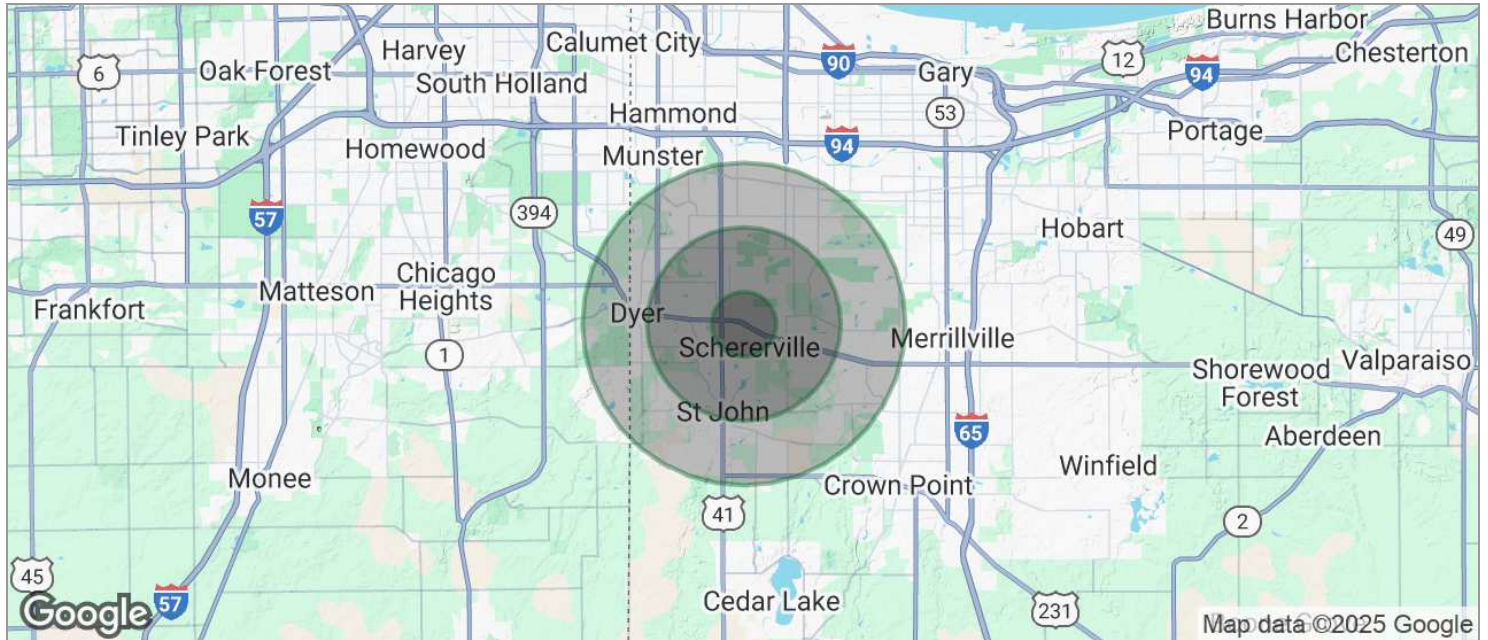 Burns Harbor
Harvey
Calumet City
Chesterton
6
Oak Forest
90
12
94
South Holland
Gary
53
Hammond
Tinley Park
Homewood
94
Portage
Munster
57
394
Hobart
49
Chicago
Heights
Matteson
Frankfort
Dyer
Merrillville
Schererville
1
Valparaiso
Shorewood
Forest
St John
65
Aberdeen
Winfield
Monee
Crown Point
41
2
45
57
Cedar Lake
231
Google
Map data ©2025 Google